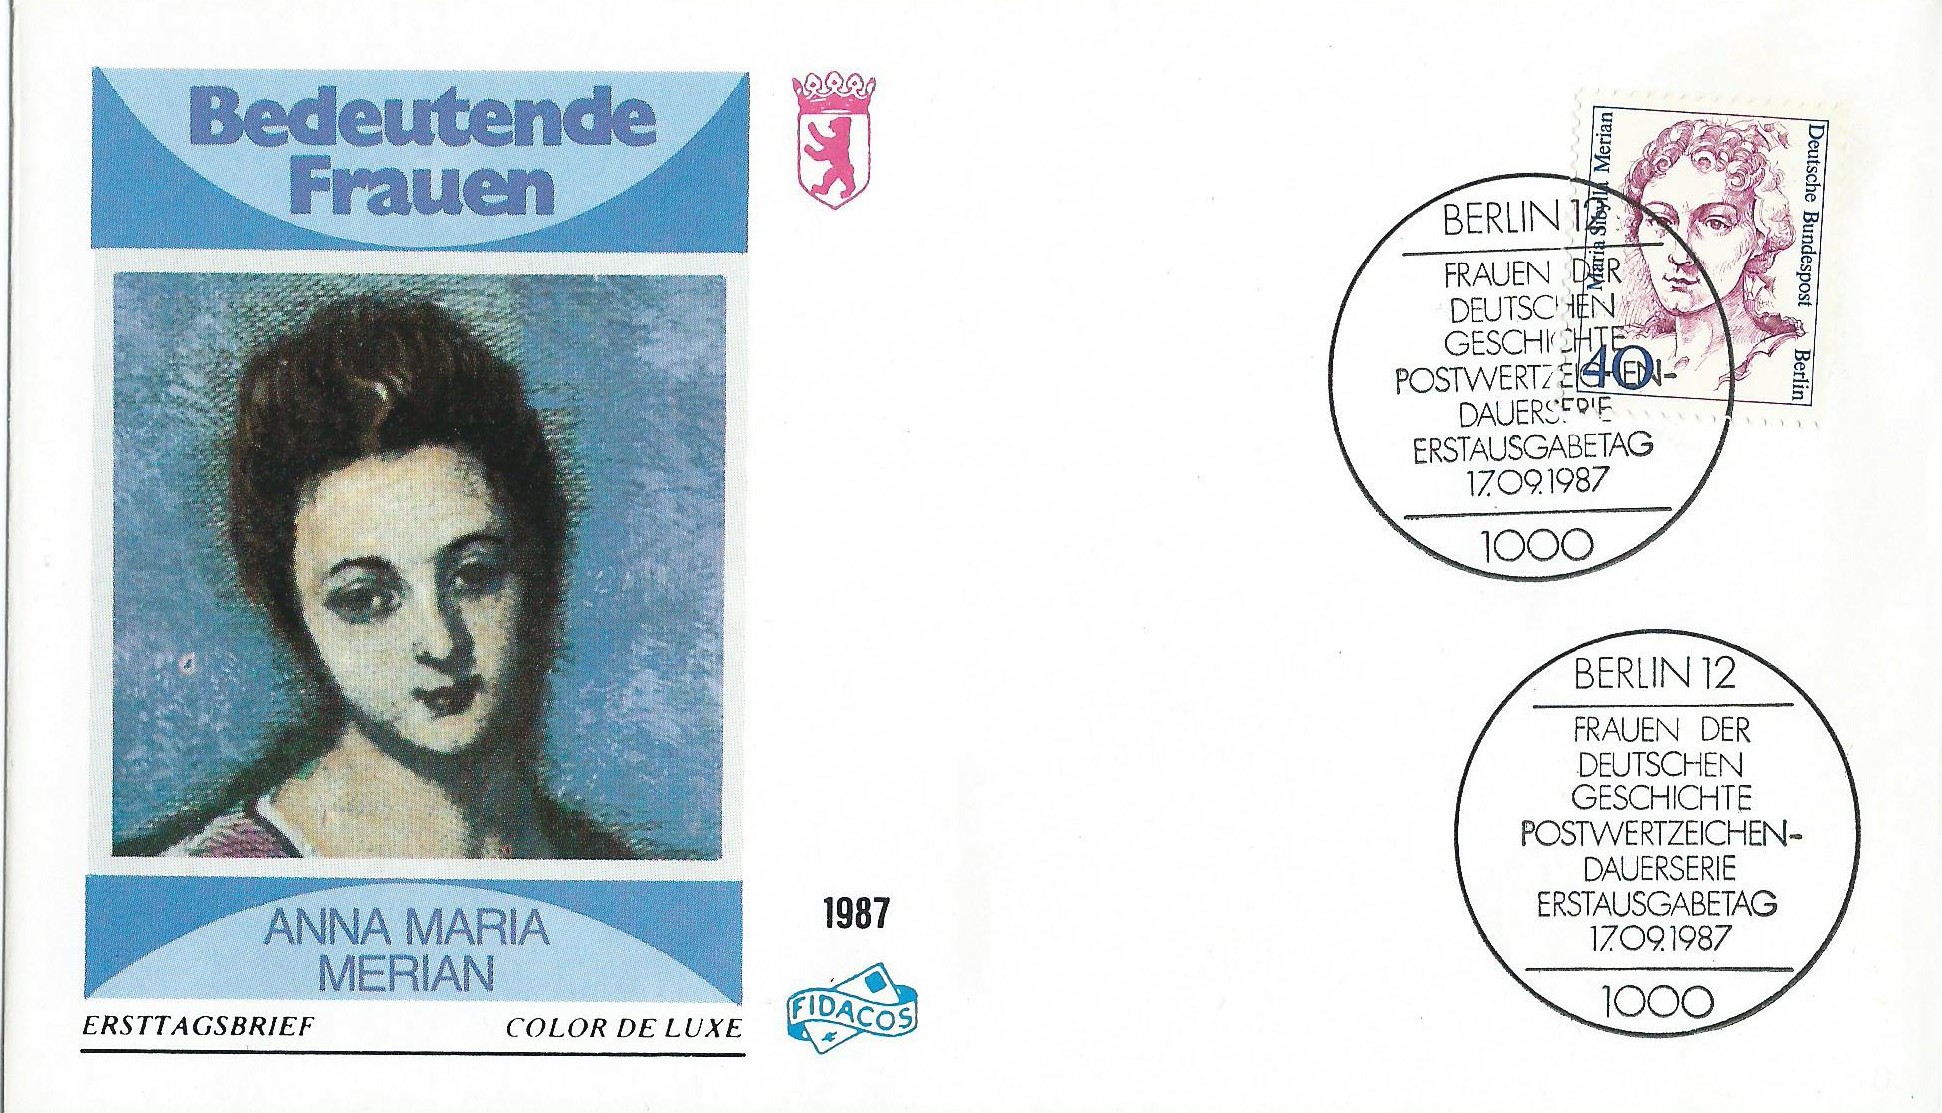 Bedeutende
Frauen
ANNA MARIA
MERIAN
ERSTTAGSBRIEF COLOR DE LUXE
1987
FIDACOS
Maria Sibylla Merian
Deutsche Bundespost Berlin
40
BERLIN 12
FRAUEN DER
DEUTSCHEN
GESCHICHTE
POSTWERTZEICHEN-
DAUERSERIE
ERSTAUSGABETAG
17.09.1987
1000
BERLIN 12
FRAUEN DER
DEUTSCHEN
GESCHICHTE
POSTWERTZEICHEN-
DAUERSERIE
ERSTAUSGABETAG
17.09.1987
1000